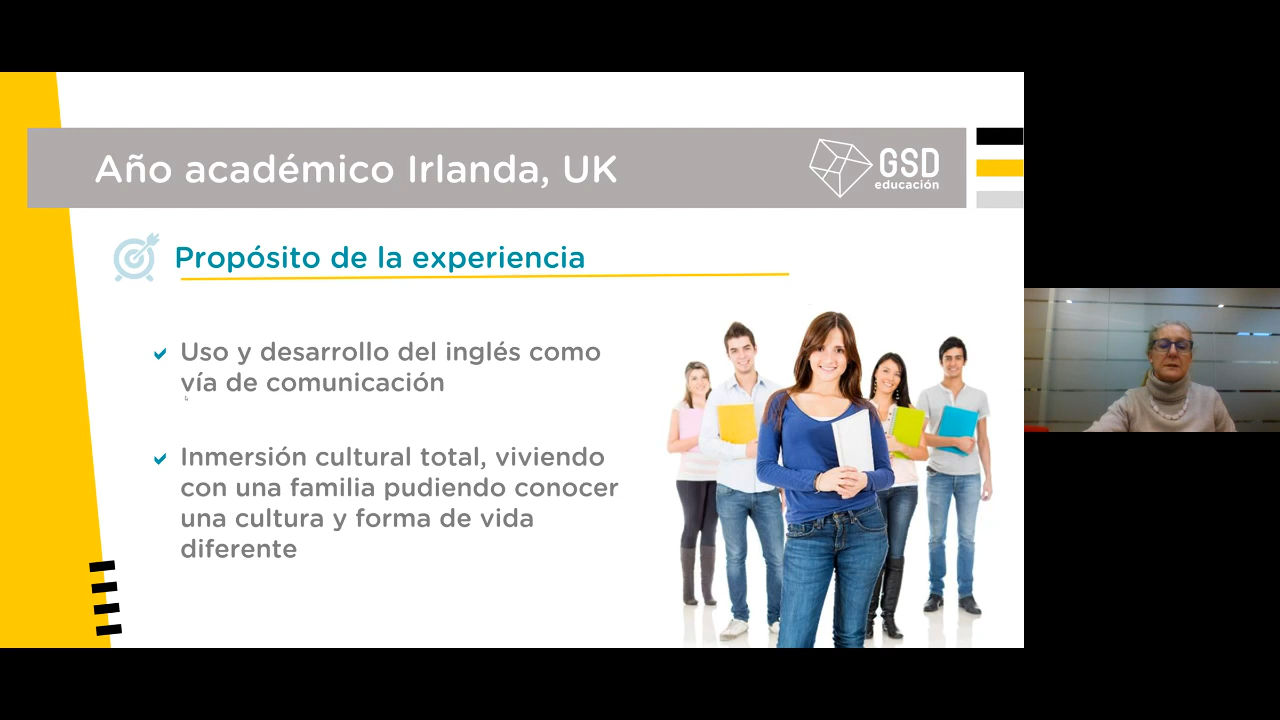 Año académico Irlanda, UK
GSD
educación
Propósito de la experiencia
Uso y desarrollo del inglés como
vía de comunicación
Inmersión cultural total, viviendo
con una familia pudiendo conocer
una cultura y forma de vida
diferente